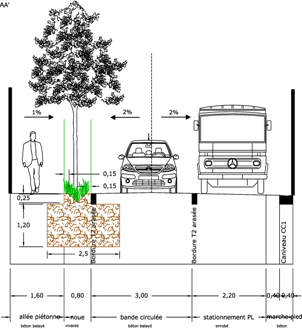 AA'
1%
2%
2%
0,15
0,15
0,25
1,20
2,5
Bordure T2 arasée
Bordure T2 arasée
Caniveau CC1
1,60
0,80
3,00
2,20
0,40
0,40
allée piétonne
noue
bande circulée
stationnement PL
marche-pied
béton balayé
vivaces
béton balayé
enrobé
béton balayé